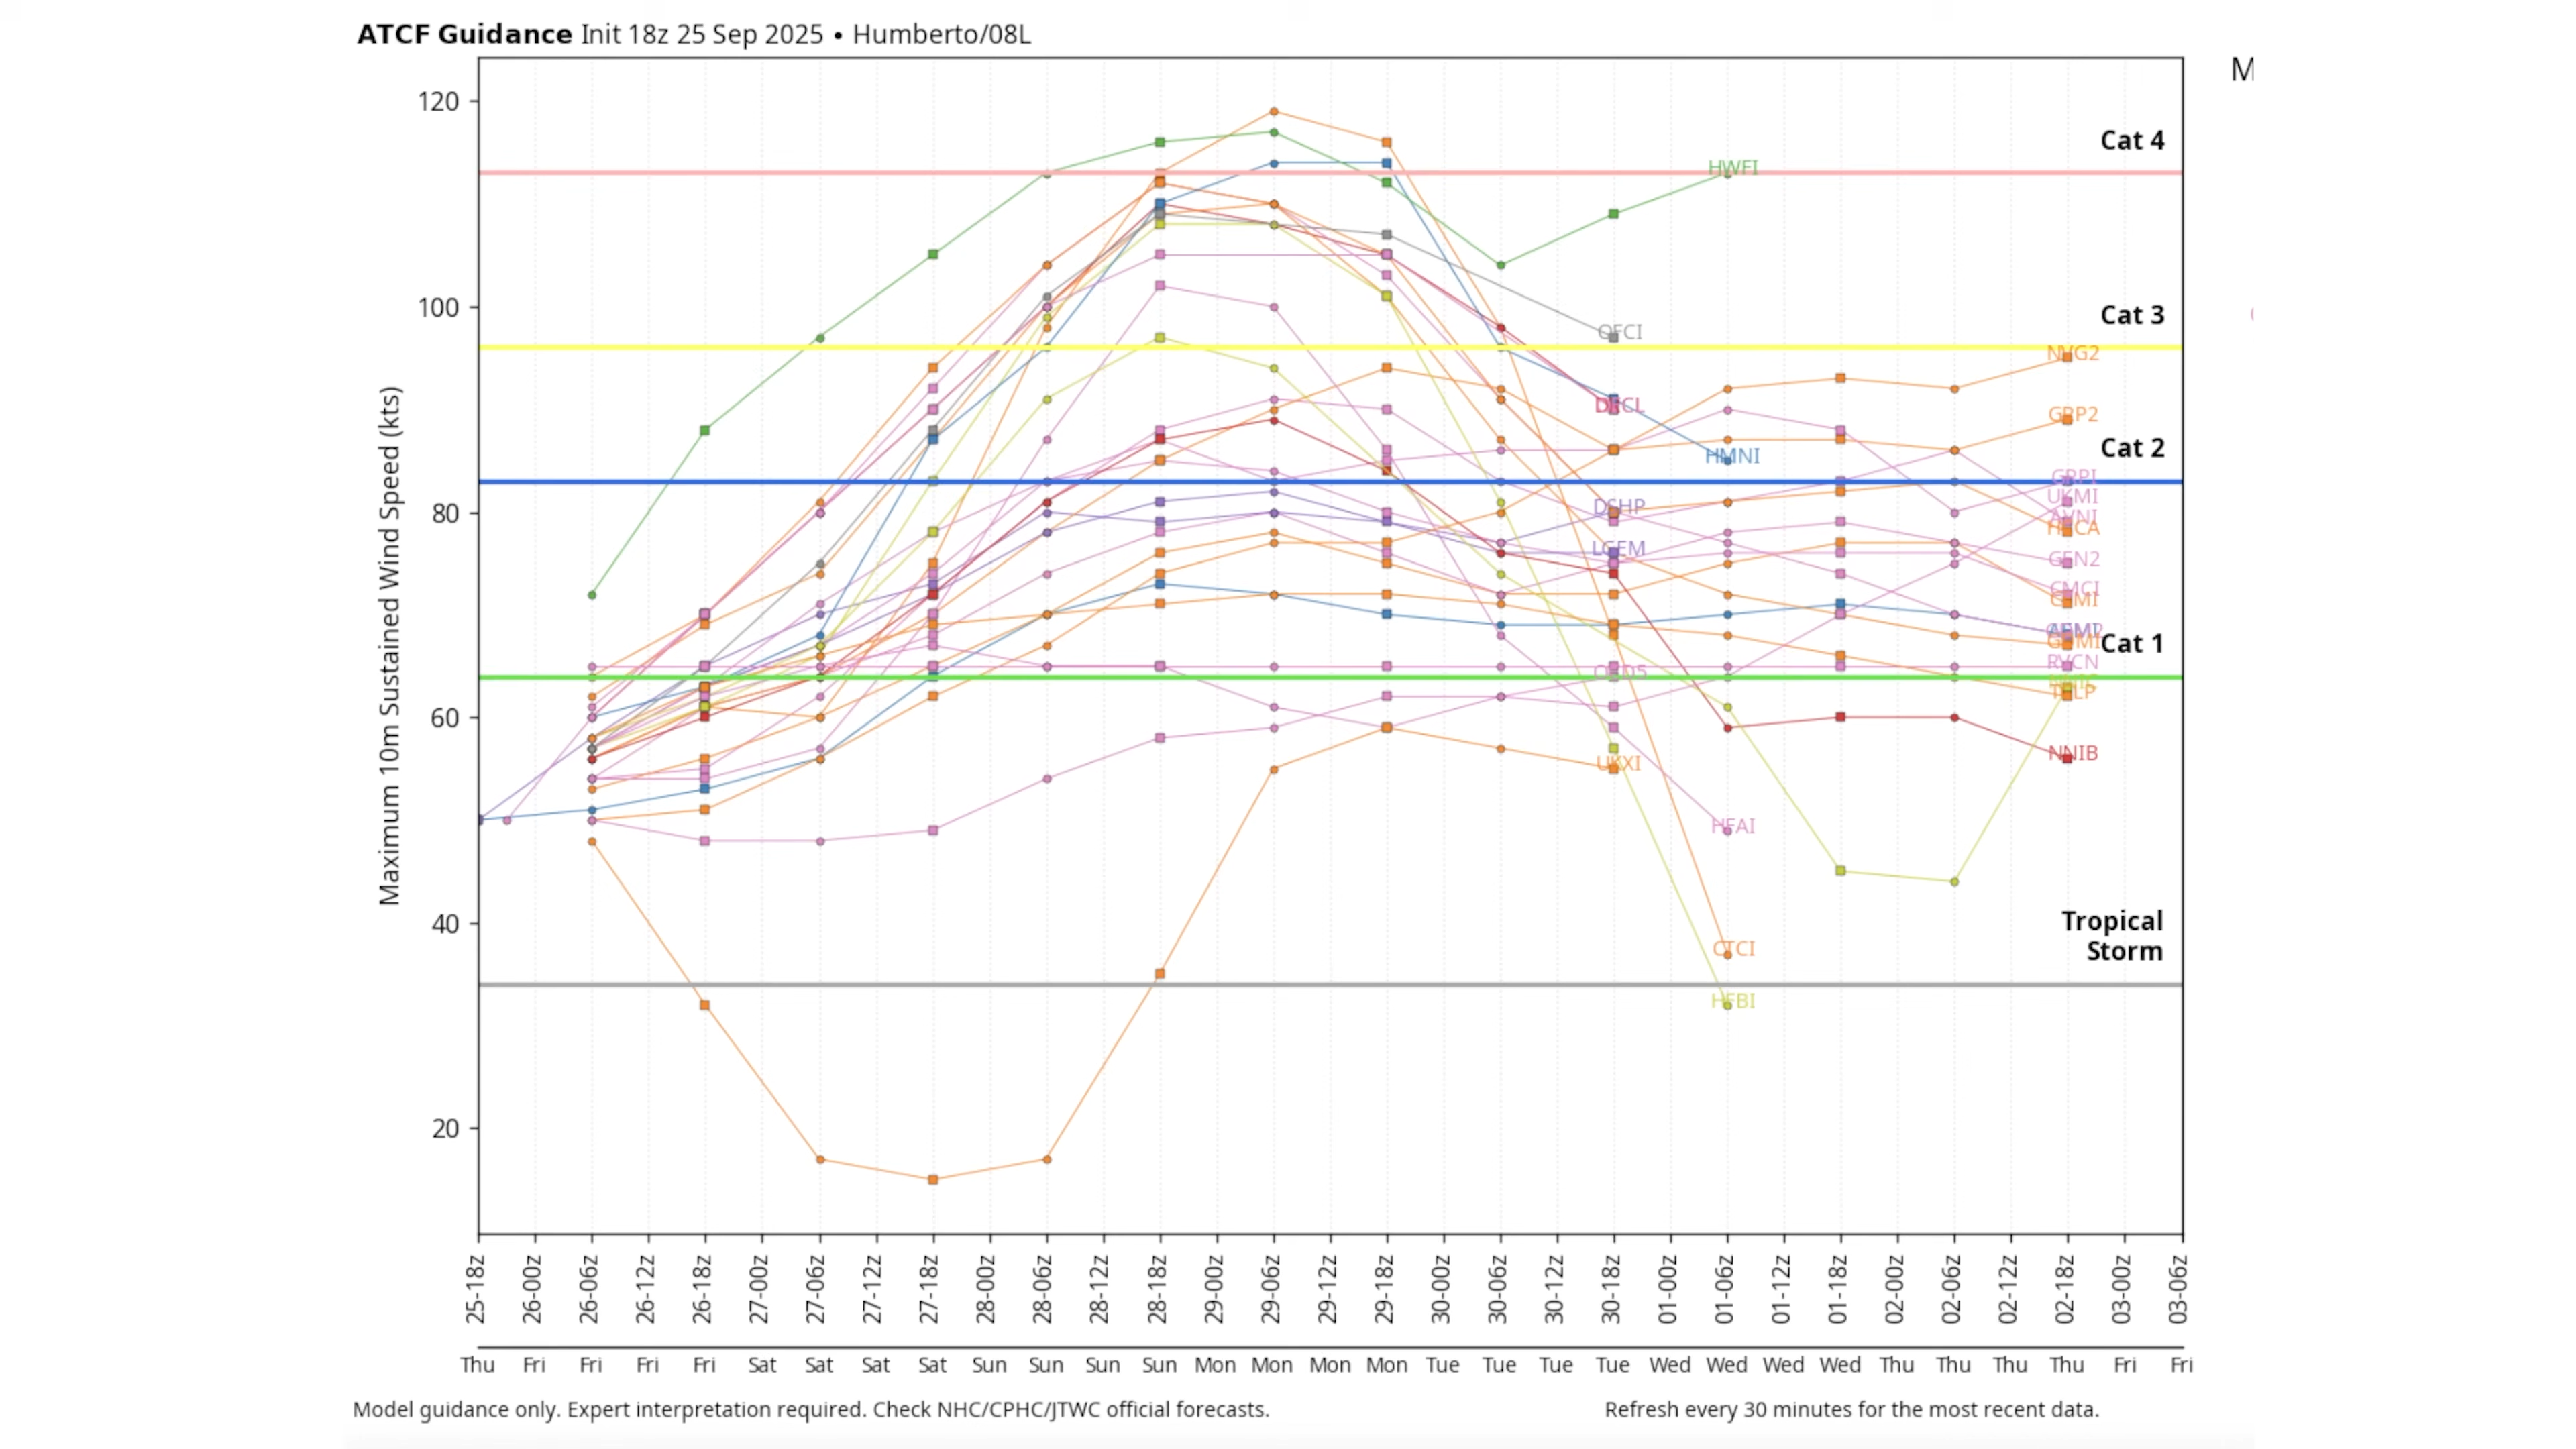 ATCF Guidance Init 18z 25 Sep 2025 • Humberto/08L
M
120
100
80
60
40
20
Maximum 10m Sustained Wind Speed (kts)
Cat 4
Cat 3
Cat 2
Cat 1
Tropical
Storm
HWFI
OFCI
NVG2
GRP2
HMNI
GRPI
UKMI
AVNI
DSHP
HCCA
LGEM
GEN2
CMCI
RVCN
NNIB
UKXI
HFAI
CTCI
HFBI
25-18z 26-00z 26-06z 26-12z 26-18z 27-00z 27-06z 27-12z 27-18z 28-00z 28-06z 28-12z 28-18z 29-00z 29-06z 29-12z 29-18z 30-00z 30-06z 30-12z 30-18z 01-00z 01-06z 01-12z 01-18z 02-00z 02-06z 02-12z 02-18z 03-00z 03-06z
Thu Fri Fri Fri Fri Sat Sat Sat Sat Sun Sun Sun Sun Mon Mon Mon Mon Tue Tue Tue Tue Wed Wed Wed Wed Thu Thu Thu Thu Fri Fri
Model guidance only. Expert interpretation required. Check NHC/CPHC/JTWC official forecasts.
Refresh every 30 minutes for the most recent data.